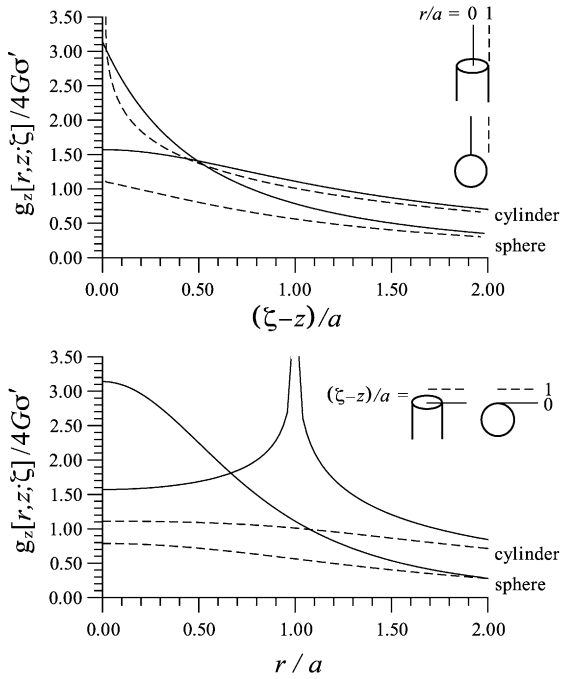 r/a = 0 1
3.50
3.00
2.50
2.00
1.50
1.00
0.50
0.00
g_z[r,z;ζ]/4Gσ'
cylinder
sphere
0.00 0.50 1.00 1.50 2.00
(ζ−z)/a
3.50
3.00
2.50
2.00
1.50
1.00
0.50
0.00
g_z[r,z;ζ]/4Gσ'
(ζ−z)/a = 1
0
cylinder
sphere
0.00 0.50 1.00 1.50 2.00
r / a